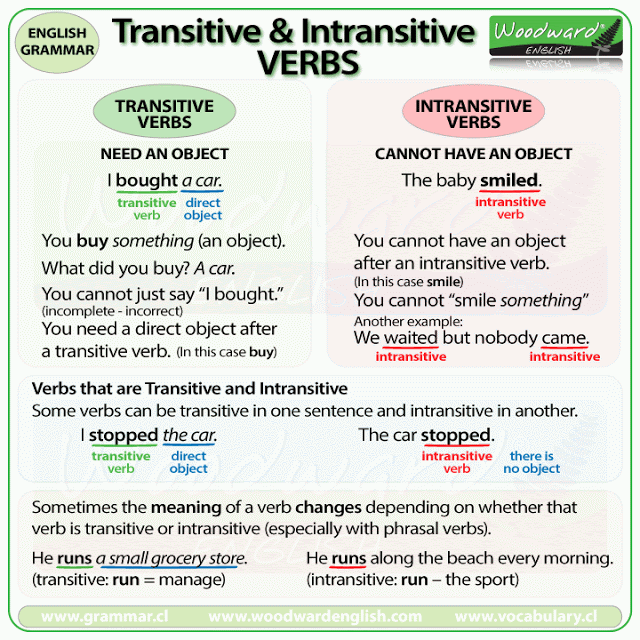 ENGLISH
GRAMMAR
Transitive & Intransitive
VERBS
Woodward®
ENGLISH
TRANSITIVE
VERBS
NEED AN OBJECT
I bought a car.
transitive direct
verb object
You buy something (an object).
What did you buy? A car.
You cannot just say “I bought.”
(incomplete - incorrect)
You need a direct object after
a transitive verb. (In this case buy)
INTRANSITIVE
VERBS
CANNOT HAVE AN OBJECT
The baby smiled.
intransitive
verb
You cannot have an object
after an intransitive verb.
(In this case smile)
You cannot “smile something”
Another example:
We waited but nobody came.
intransitive intransitive
Verbs that are Transitive and Intransitive
Some verbs can be transitive in one sentence and intransitive in another.
I stopped the car.
transitive direct
verb object
The car stopped.
intransitive there is
verb no object
Sometimes the meaning of a verb changes depending on whether that
verb is transitive or intransitive (especially with phrasal verbs).
He runs a small grocery store.
(transitive: run = manage)
He runs along the beach every morning.
(intransitive: run – the sport)
www.grammar.cl www.woodwardenglish.com www.vocabulary.cl